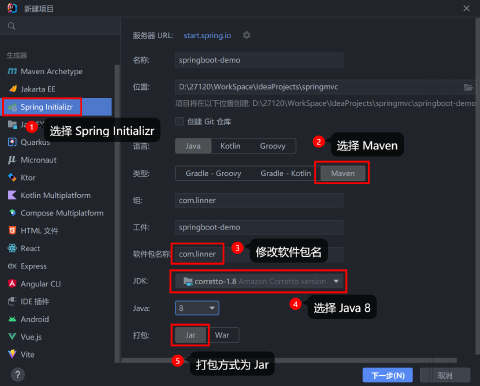 新建项目
生成器
Maven Archetype
Jakarta EE
Spring Initializr
1 选择 Spring Initializr
Quarkus
Micronaut
Ktor
Kotlin Multiplatform
Compose Multiplatform
HTML 文件
React
Express
Angular CLI
IDE 插件
Android
Vue.js
Vite
服务器 URL: start.spring.io
名称: springboot-demo
位置: D:\27120\WorkSpace\IdeaProjects\springmvc
项目将在以下位置创建: D:\27120\WorkSpace\IdeaProjects\springmvc\springboot-demo
创建 Git 仓库
2 选择 Maven
语言: Java Kotlin Groovy
类型: Gradle - Groovy Gradle - Kotlin Maven
组: com.linner
工件: springboot-demo
软件包名称: com.linner
3 修改软件包名
JDK: corretto-1.8 Amazon Corretto version
4 选择 Java 8
Java: 8
打包: Jar War
5 打包方式为 Jar
? 下一步(N) 取消